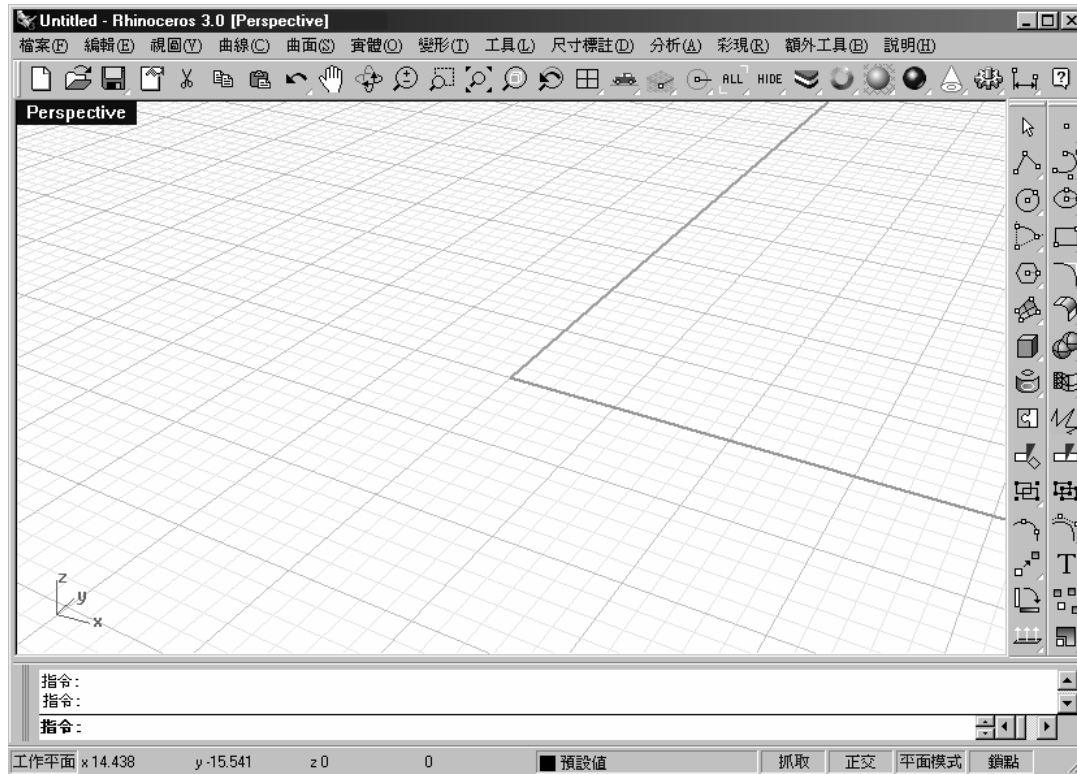 Untitled - Rhinoceros 3.0 [Perspective]
檔案(F) 編輯(E) 視圖(V) 曲線(C) 曲面(S) 實體(O) 變形(T) 工具(L) 尺寸標註(D) 分析(A) 彩現(R) 額外工具(B) 說明(H)
ALL HIDE
Perspective
T
z
y
x
指令:
指令:
指令:
工作平面 x 14.438 y -15.541 z 0 0 預設值 抓取 正交 平面模式 鎖點